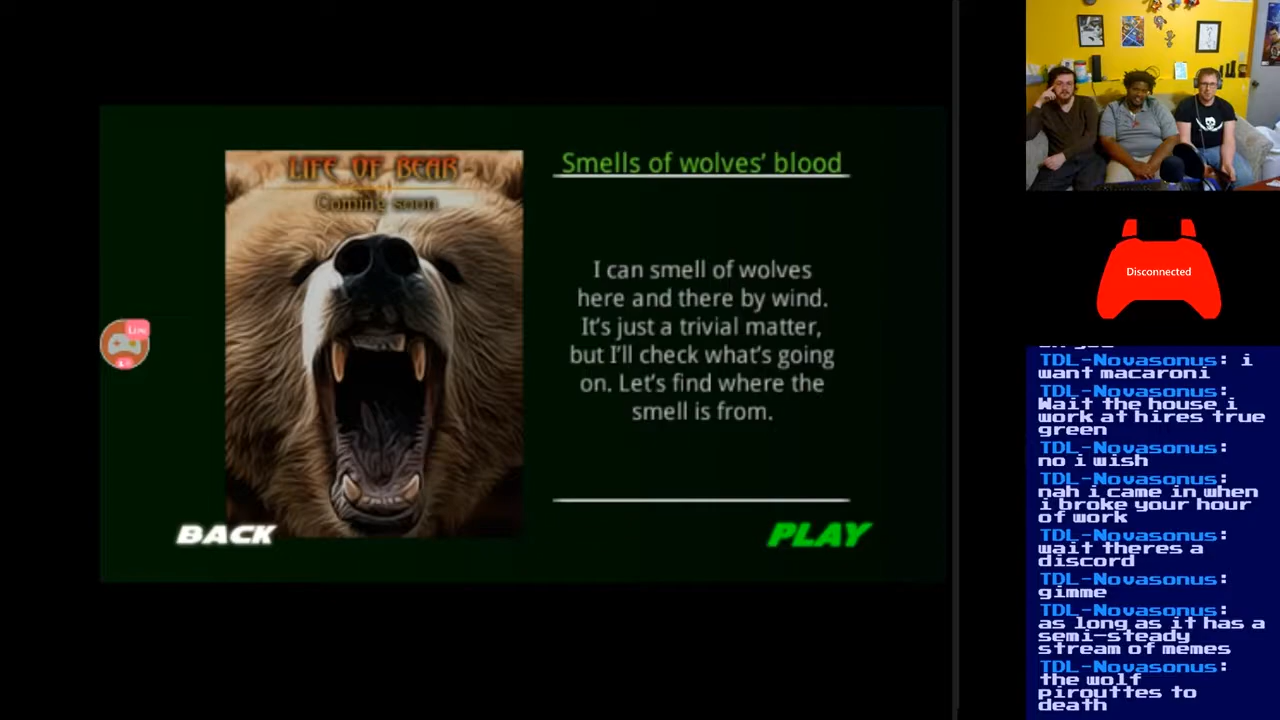 LIFE OF BEAR
Coming soon
Smells of wolves' blood
I can smell of wolves
here and there by wind.
It's just a trivial matter,
but I'll check what's going
on. Let's find where the
smell is from.
BACK
PLAY
Disconnected
TDL-Novasonus: i
want macaroni
TDL-Novasonus:
Wait the house i
work at hires true
green
TDL-Novasonus:
no i wish
TDL-Novasonus:
nah i came in when
i broke your hour
of work
TDL-Novasonus:
wait theres a
discord
TDL-Novasonus:
gimme
TDL-Novasonus:
as long as it has a
semi-steady
stream of memes
TDL-Novasonus:
the wolf
pirouttes to
death